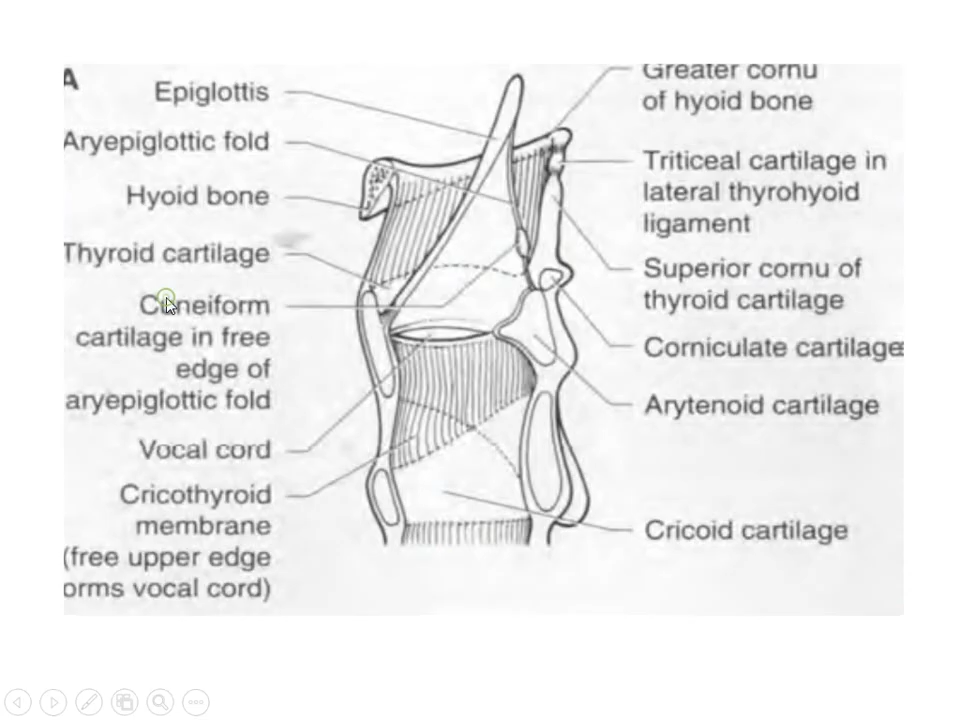 A
Epiglottis
Aryepiglottic fold
Hyoid bone
Thyroid cartilage
Cuneiform
cartilage in free
edge of
aryepiglottic fold
Vocal cord
Cricothyroid
membrane
(free upper edge
orms vocal cord)
Greater cornu
of hyoid bone
Triticeal cartilage in
lateral thyrohyoid
ligament
Superior cornu of
thyroid cartilage
Corniculate cartilage
Arytenoid cartilage
Cricoid cartilage